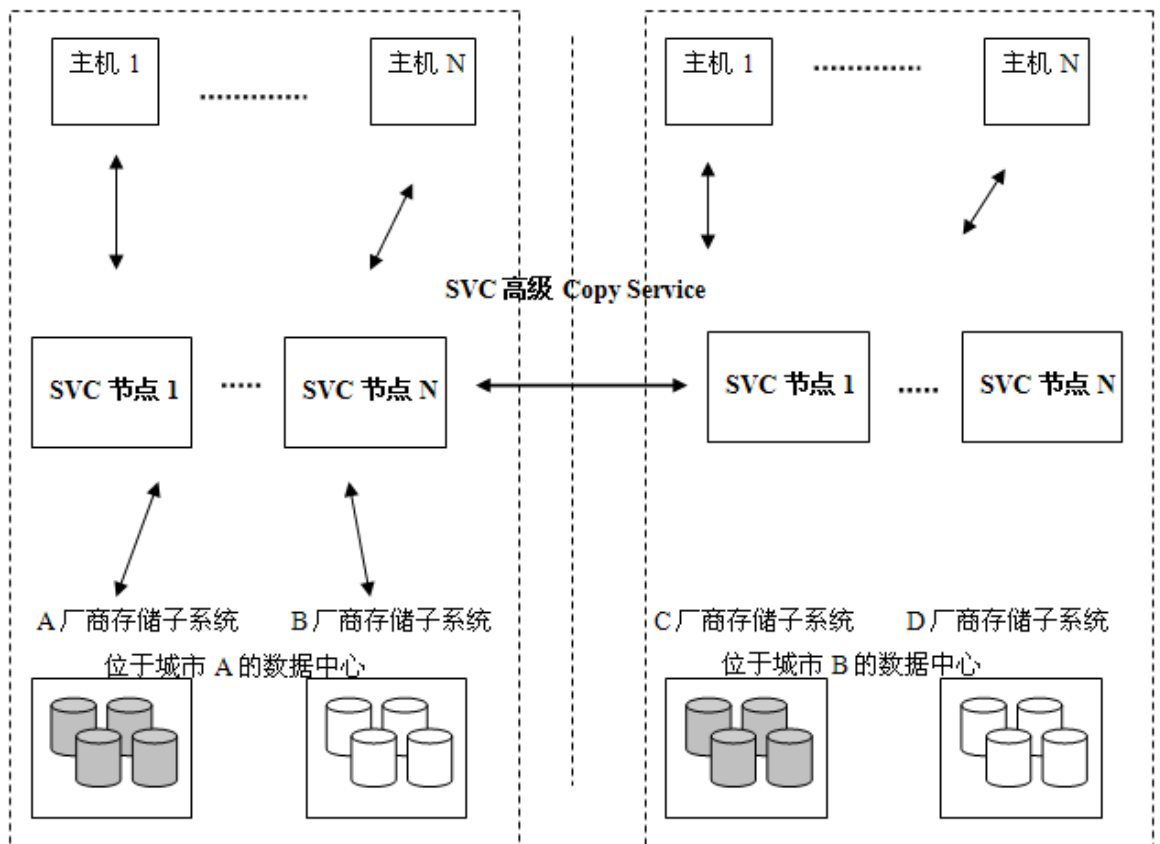 主机 1
主机 N
主机 1
主机 N
SVC 高级 Copy Service
SVC 节点 1
SVC 节点 N
SVC 节点 1
SVC 节点 N
A 厂商存储子系统
B 厂商存储子系统
C 厂商存储子系统
D 厂商存储子系统
位于城市 A 的数据中心
位于城市 B 的数据中心